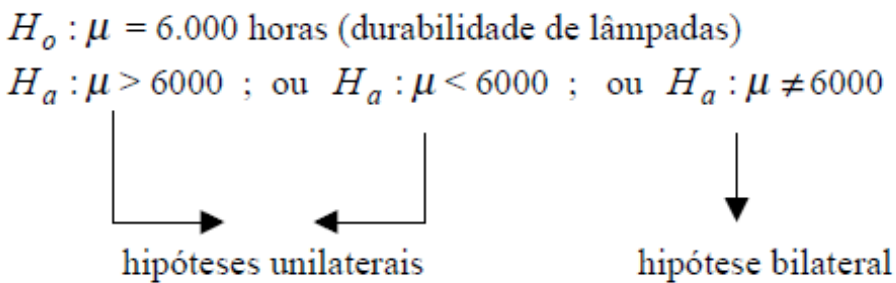 H_o : μ = 6.000 horas (durabilidade de lâmpadas)
H_a : μ > 6000 ; ou H_a : μ < 6000 ; ou H_a : μ ≠ 6000
hipóteses unilaterais hipótese bilateral